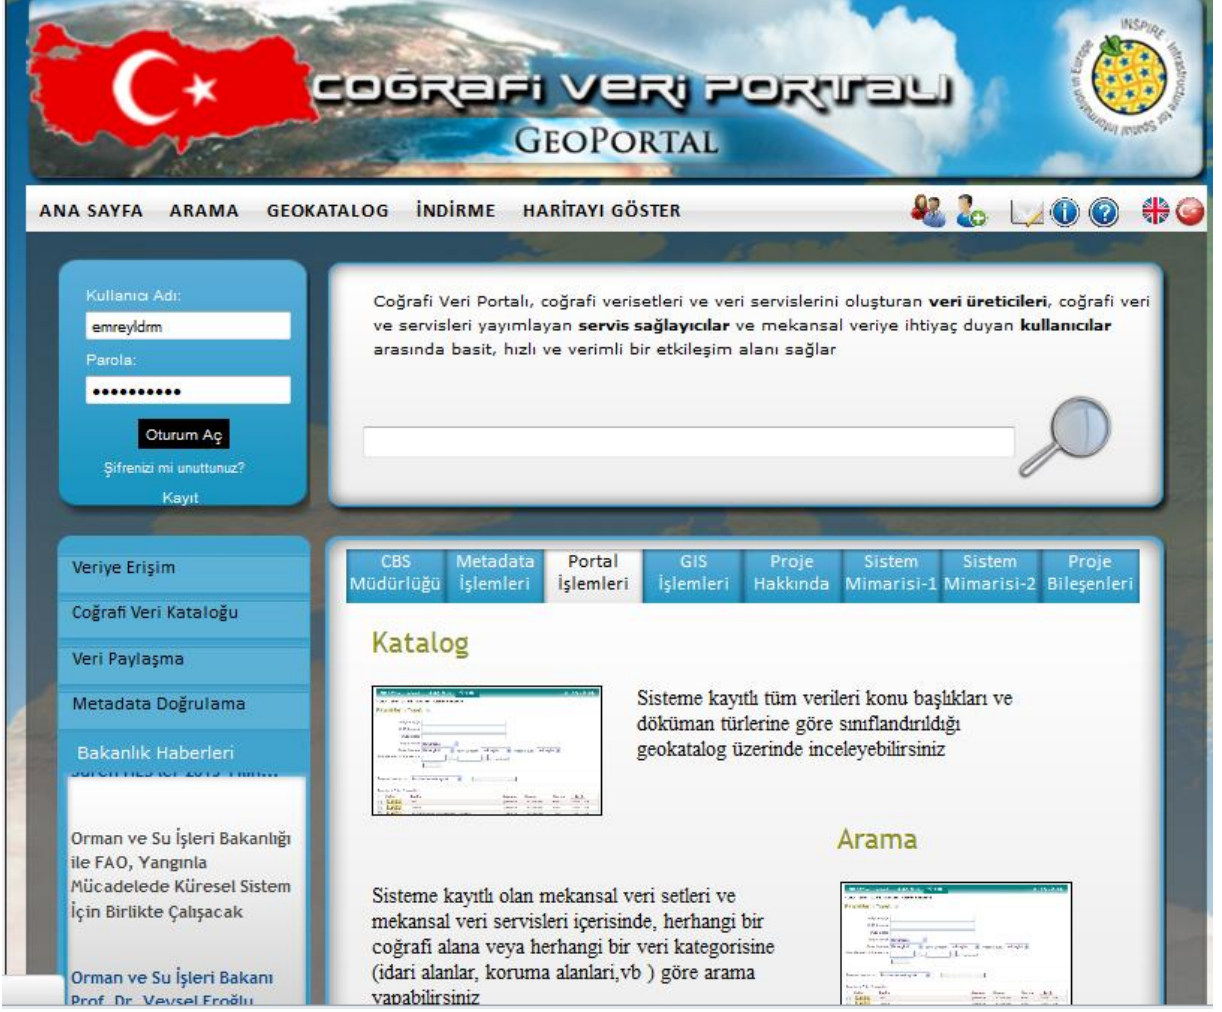 COĞRAFİ VERİ PORTALI
GEOPORTAL
INSPIRE · Infrastructure for Spatial Information in Europe
ANA SAYFA ARAMA GEOKATALOG İNDİRME HARİTAYI GÖSTER
Kullanıcı Adı:
emreyldrm
Parola:
••••••••••
Oturum Aç
Şifrenizi mi unuttunuz?
Kayıt
Coğrafi Veri Portalı, coğrafi verisetleri ve veri servislerini oluşturan veri üreticileri, coğrafi veri
ve servisleri yayımlayan servis sağlayıcılar ve mekansal veriye ihtiyaç duyan kullanıcılar
arasında basit, hızlı ve verimli bir etkileşim alanı sağlar
Veriye Erişim
Coğrafi Veri Kataloğu
Veri Paylaşma
Metadata Doğrulama
Bakanlık Haberleri
Orman ve Su İşleri Bakanlığı
ile FAO, Yangınla
Mücadelede Küresel Sistem
İçin Birlikte Çalışacak
Orman ve Su İşleri Bakanı
Prof. Dr. Veysel Eroğlu
CBS Müdürlüğü
Metadata İşlemleri
Portal İşlemleri
GIS İşlemleri
Proje Hakkında
Sistem Mimarisi-1
Sistem Mimarisi-2
Proje Bileşenleri
Katalog
Sisteme kayıtlı tüm verileri konu başlıkları ve
döküman türlerine göre sınıflandırıldığı
geokatalog üzerinde inceleyebilirsiniz
Arama
Sisteme kayıtlı olan mekansal veri setleri ve
mekansal veri servisleri içerisinde, herhangi bir
coğrafi alana veya herhangi bir veri kategorisine
(idari alanlar, koruma alanlari,vb ) göre arama
yapabilirsiniz